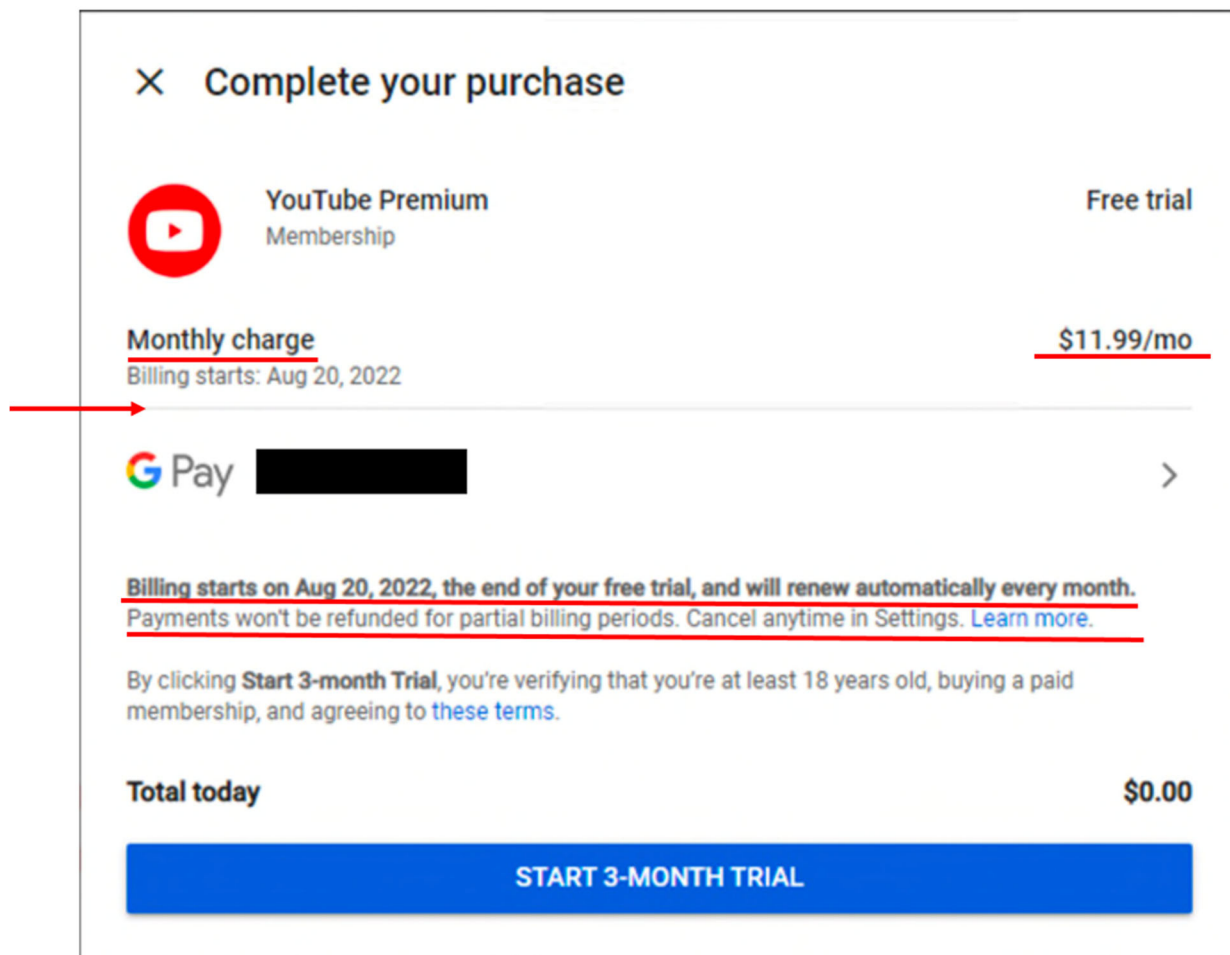 Complete your purchase
YouTube Premium
Free trial
Membership
Monthly charge
$11.99/mo
Billing starts: Aug 20, 2022
G Pay
Billing starts on Aug 20, 2022, the end of your free trial, and will renew automatically every month.
Payments won't be refunded for partial billing periods. Cancel anytime in Settings. Learn more.
By clicking Start 3-month Trial, you're verifying that you're at least 18 years old, buying a paid
membership, and agreeing to these terms.
Total today
$0.00
START 3-MONTH TRIAL